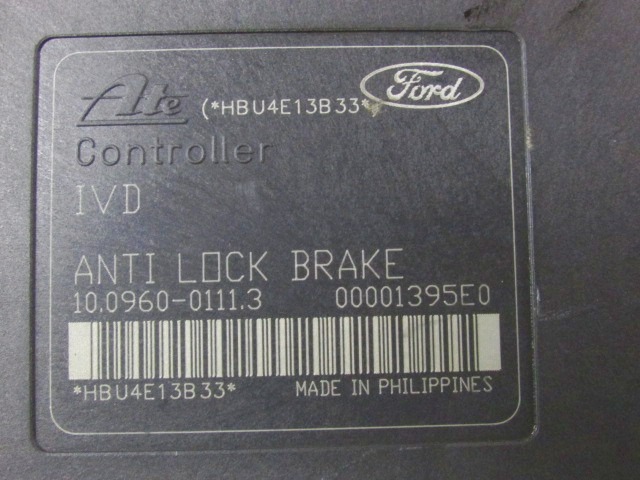 Ate (*HBU4E13B33* Ford
Controller
IVD
ANTI LOCK BRAKE
10.0960-0111.3 00001395E0
*HBU4E13B33* MADE IN PHILIPPINES